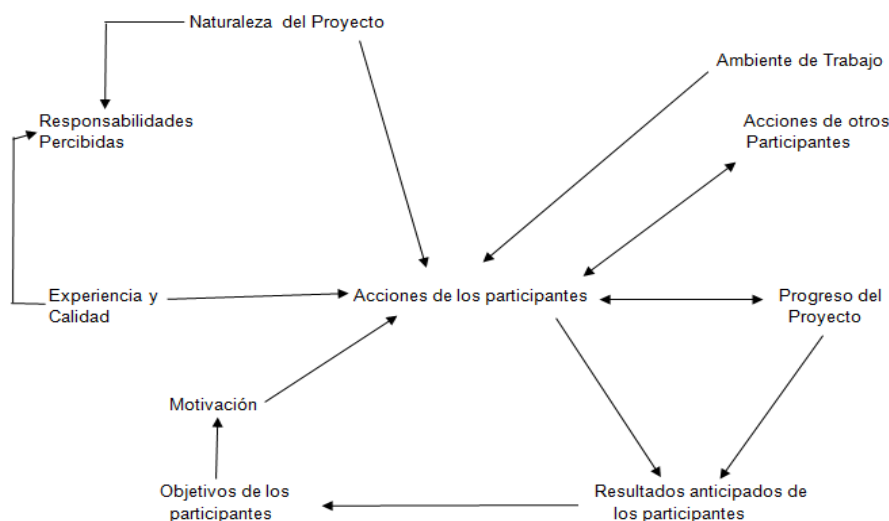 Naturaleza del Proyecto
Ambiente de Trabajo
Responsabilidades
Percibidas
Acciones de otros
Participantes
Experiencia y
Calidad
Acciones de los participantes
Progreso del
Proyecto
Motivación
Objetivos de los
participantes
Resultados anticipados de
los participantes